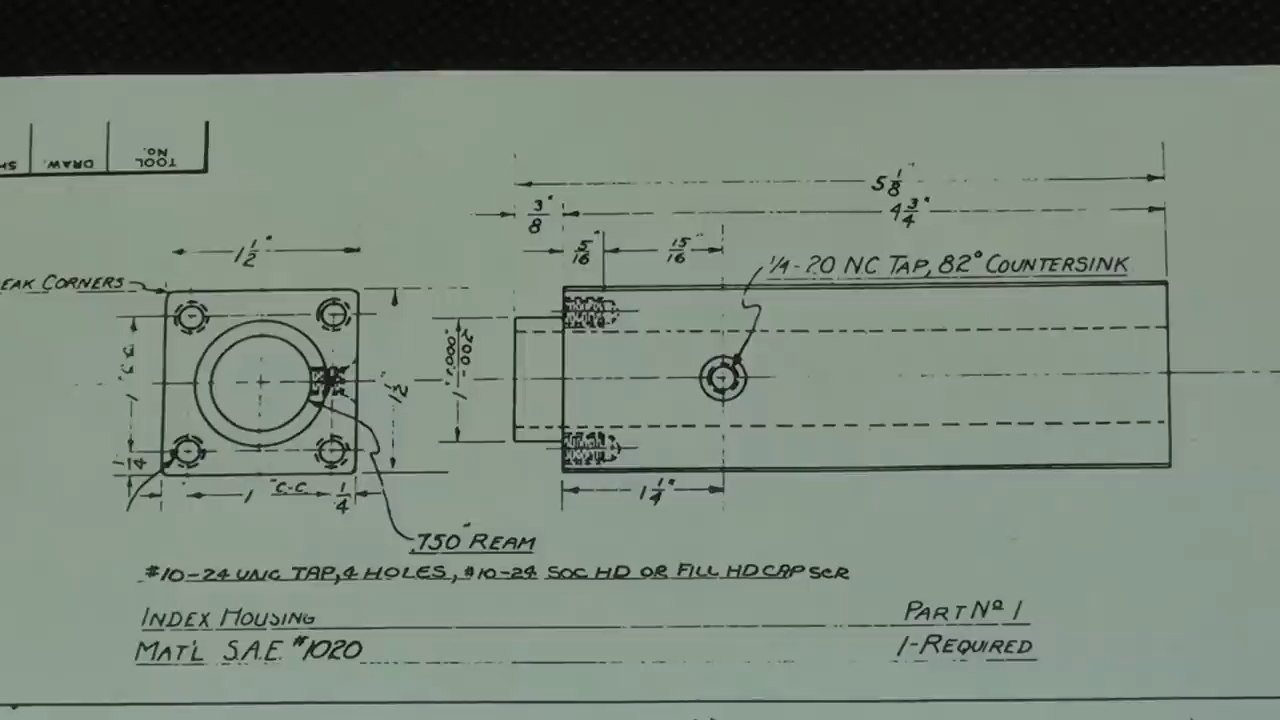 TOOL NO.
DRAW.
SH
5 1/8"
3/8"
4 3/4"
5/16"
15/16"
1 1/2"
1/4-20 NC TAP, 82° COUNTERSINK
EAK CORNERS
1" C.C.
1 1/2
1/4
1" C-C
1/4
1 1/4"
.750" REAM
#10-24 UNC TAP, 4 HOLES, #10-24 SOC HD OR FILL HD CAP SCR
INDEX HOUSING
PART Nº 1
MAT'L S.A.E. #1020
1-REQUIRED